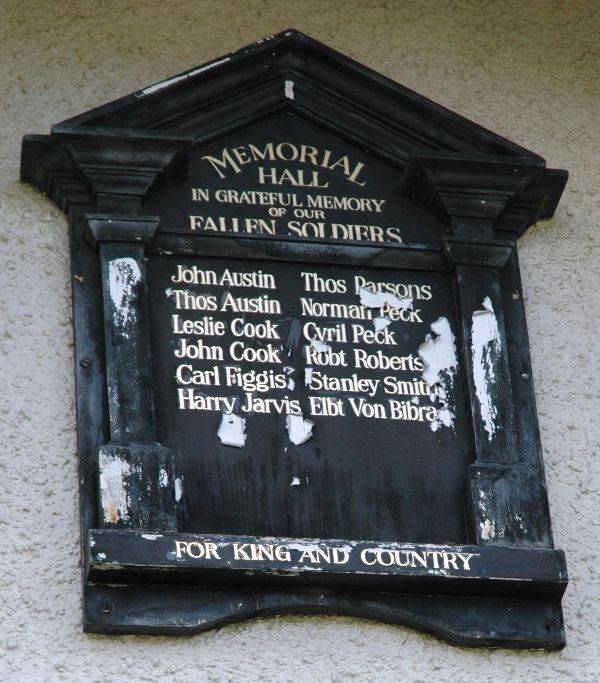 MEMORIAL
HALL
IN GRATEFUL MEMORY
OF OUR
FALLEN SOLDIERS
John Austin Thos Parsons
Thos Austin Norman Peck
Leslie Cook Cyril Peck
John Cook Robt Roberts
Carl Figgis Stanley Smith
Harry Jarvis Elbt Von Bibra
FOR KING AND COUNTRY